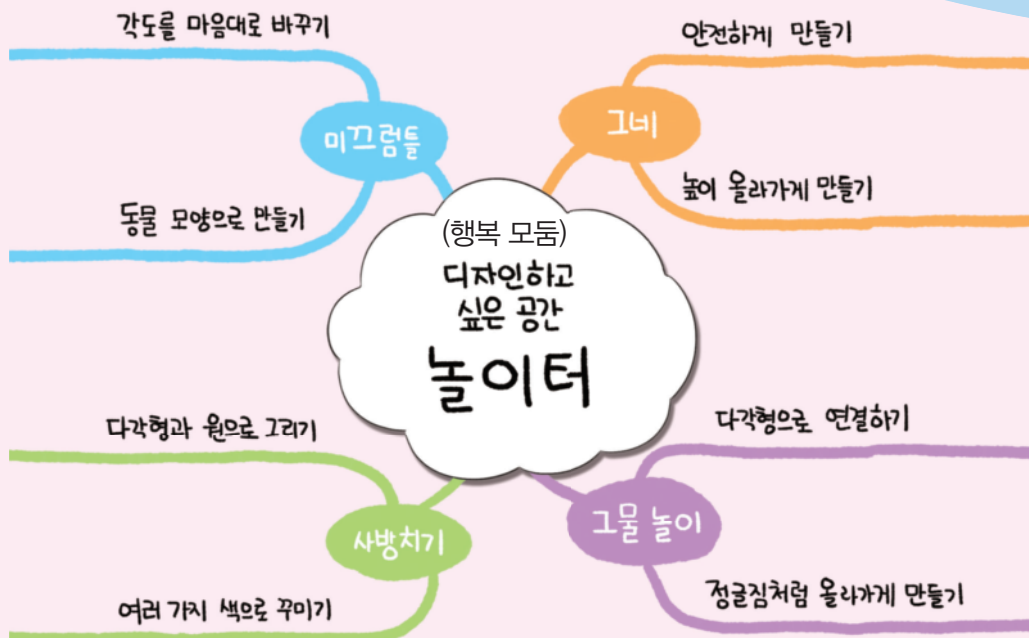 각도를 마음대로 바꾸기
미끄럼틀
동물 모양으로 만들기
안전하게 만들기
그네
높이 올라가게 만들기
(행복 모둠)
디자인하고
싶은 공간
놀이터
다각형과 원으로 그리기
사방치기
여러 가지 색으로 꾸미기
다각형으로 연결하기
그물 놀이
정글짐처럼 올라가게 만들기